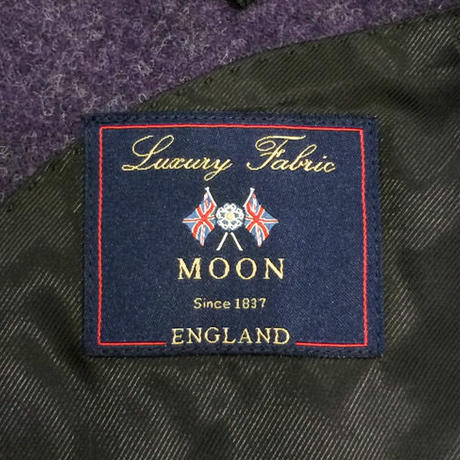 Luxury Fabric
MOON
Since 1837
ENGLAND